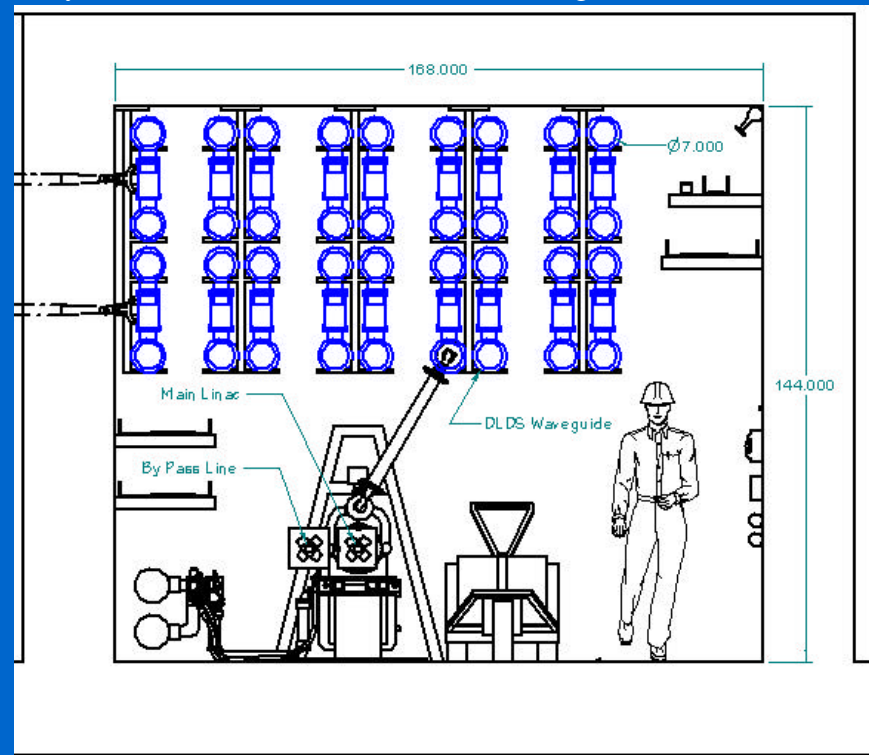 168.000
Ø7.000
144.000
Main Linac
DLDS Waveguide
By Pass Line